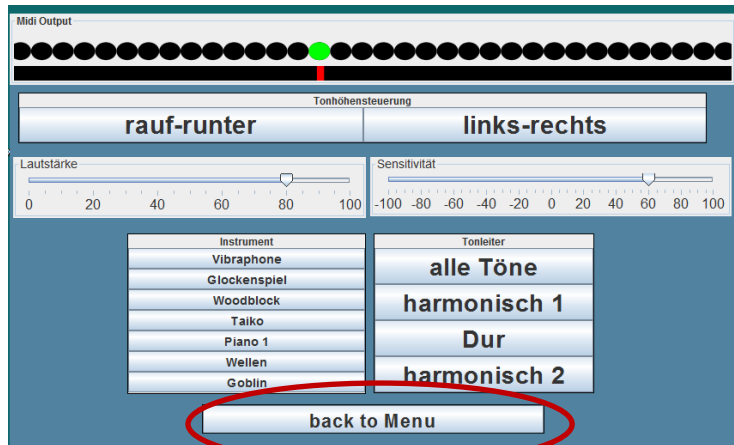 Midi Output
Tonhöhensteuerung
rauf-runter links-rechts
Lautstärke
0 20 40 60 80 100
Sensitivität
-100 -80 -60 -40 -20 0 20 40 60 80 100
Instrument
Vibraphone
Glockenspiel
Woodblock
Taiko
Piano 1
Wellen
Goblin
Tonleiter
alle Töne
harmonisch 1
Dur
harmonisch 2
back to Menu